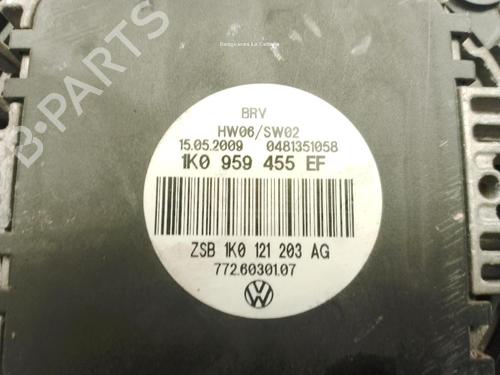 Desguaces La Cabaña
B-PARTS
BRV
HW06/SW02
15.05.2009 0481351058
1K0 959 455 EF
ZSB 1K0 121 203 AG
772.60301.07